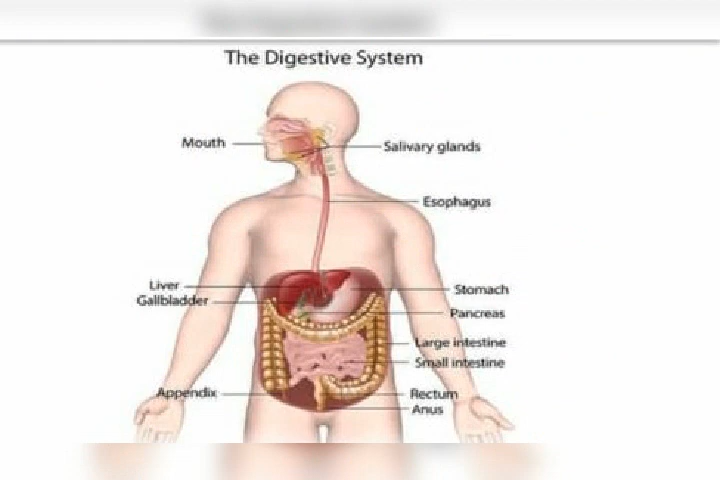 The Digestive System
Mouth
Salivary glands
Esophagus
Liver
Gallbladder
Stomach
Pancreas
Large intestine
Small intestine
Appendix
Rectum
Anus